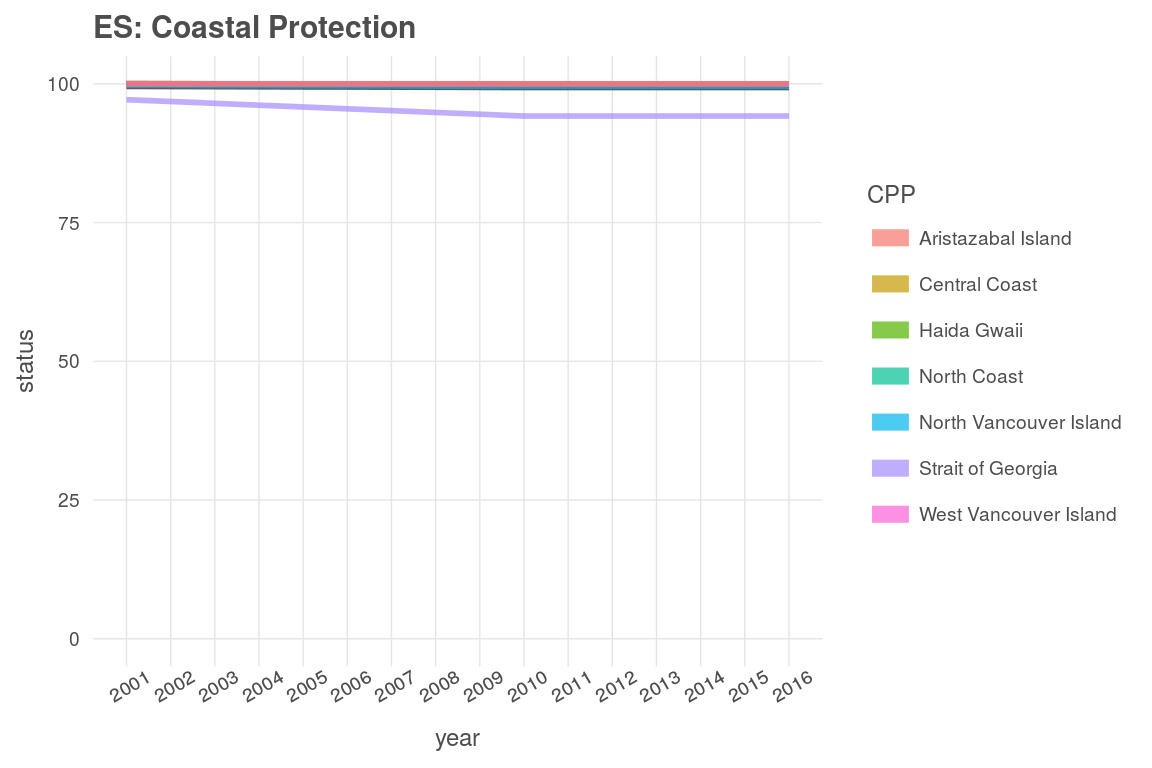 ES: Coastal Protection
100
75
50
25
0
status
2001 2002 2003 2004 2005 2006 2007 2008 2009 2010 2011 2012 2013 2014 2015 2016
year
CPP
Aristazabal Island
Central Coast
Haida Gwaii
North Coast
North Vancouver Island
Strait of Georgia
West Vancouver Island